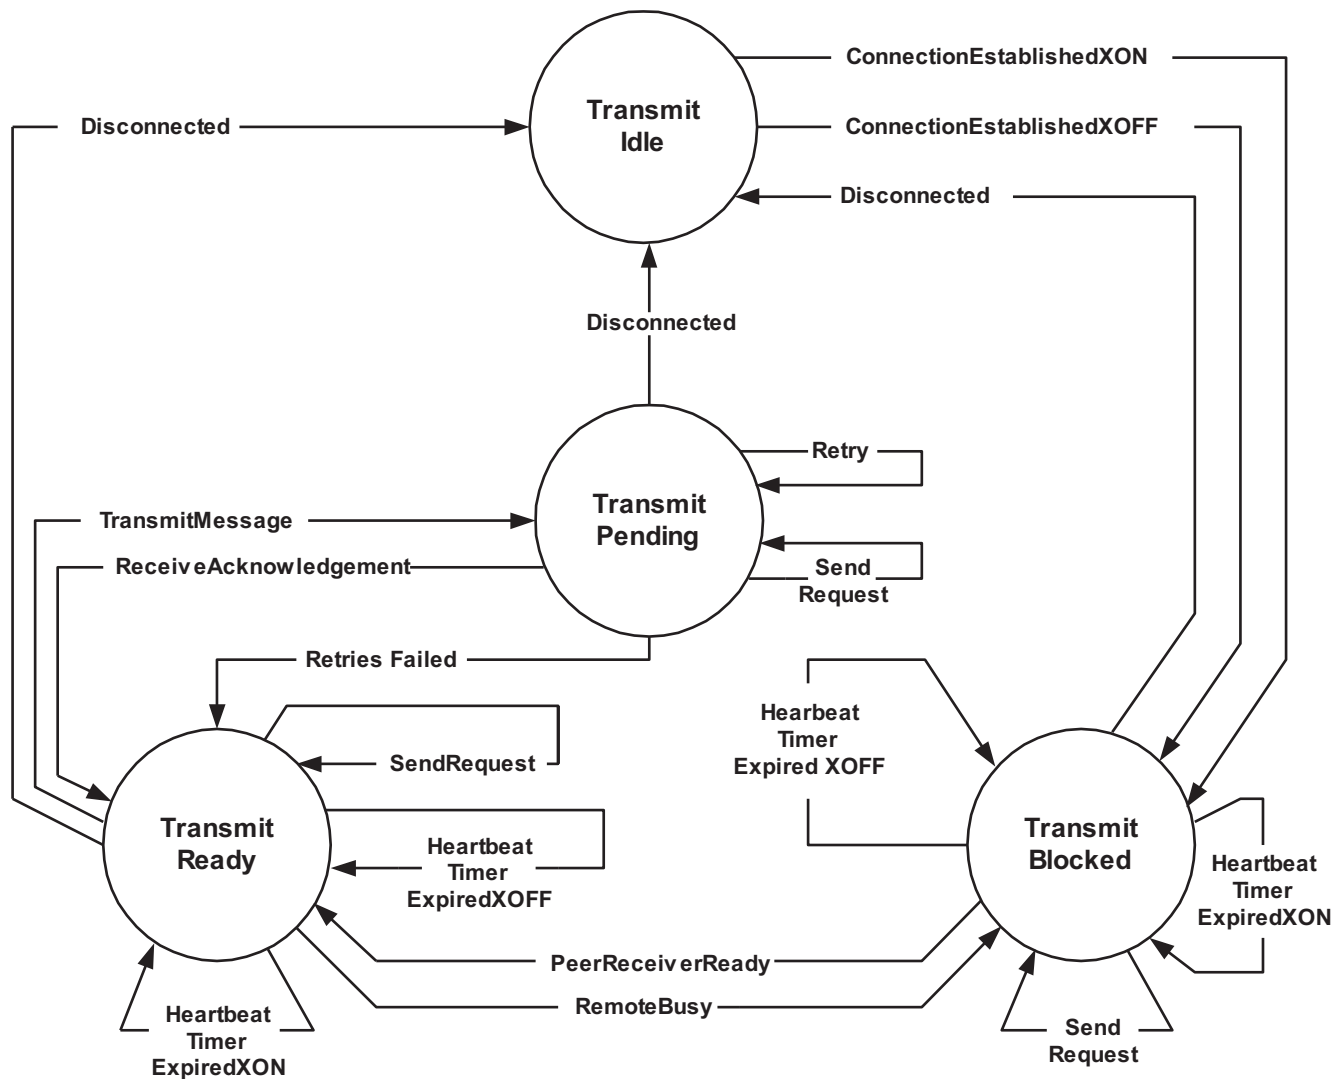 Transmit
Idle
ConnectionEstablishedXON
Disconnected
ConnectionEstablishedXOFF
Disconnected
Disconnected
Transmit
Pending
Retry
TransmitMessage
ReceiveAcknowledgement
Send
Request
Retries Failed
Hearbeat
Timer
Expired XOFF
SendRequest
Transmit
Ready
Heartbeat
Timer
ExpiredXOFF
Transmit
Blocked
Heartbeat
Timer
ExpiredXON
PeerReceiverReady
RemoteBusy
Heartbeat
Timer
ExpiredXON
Send
Request